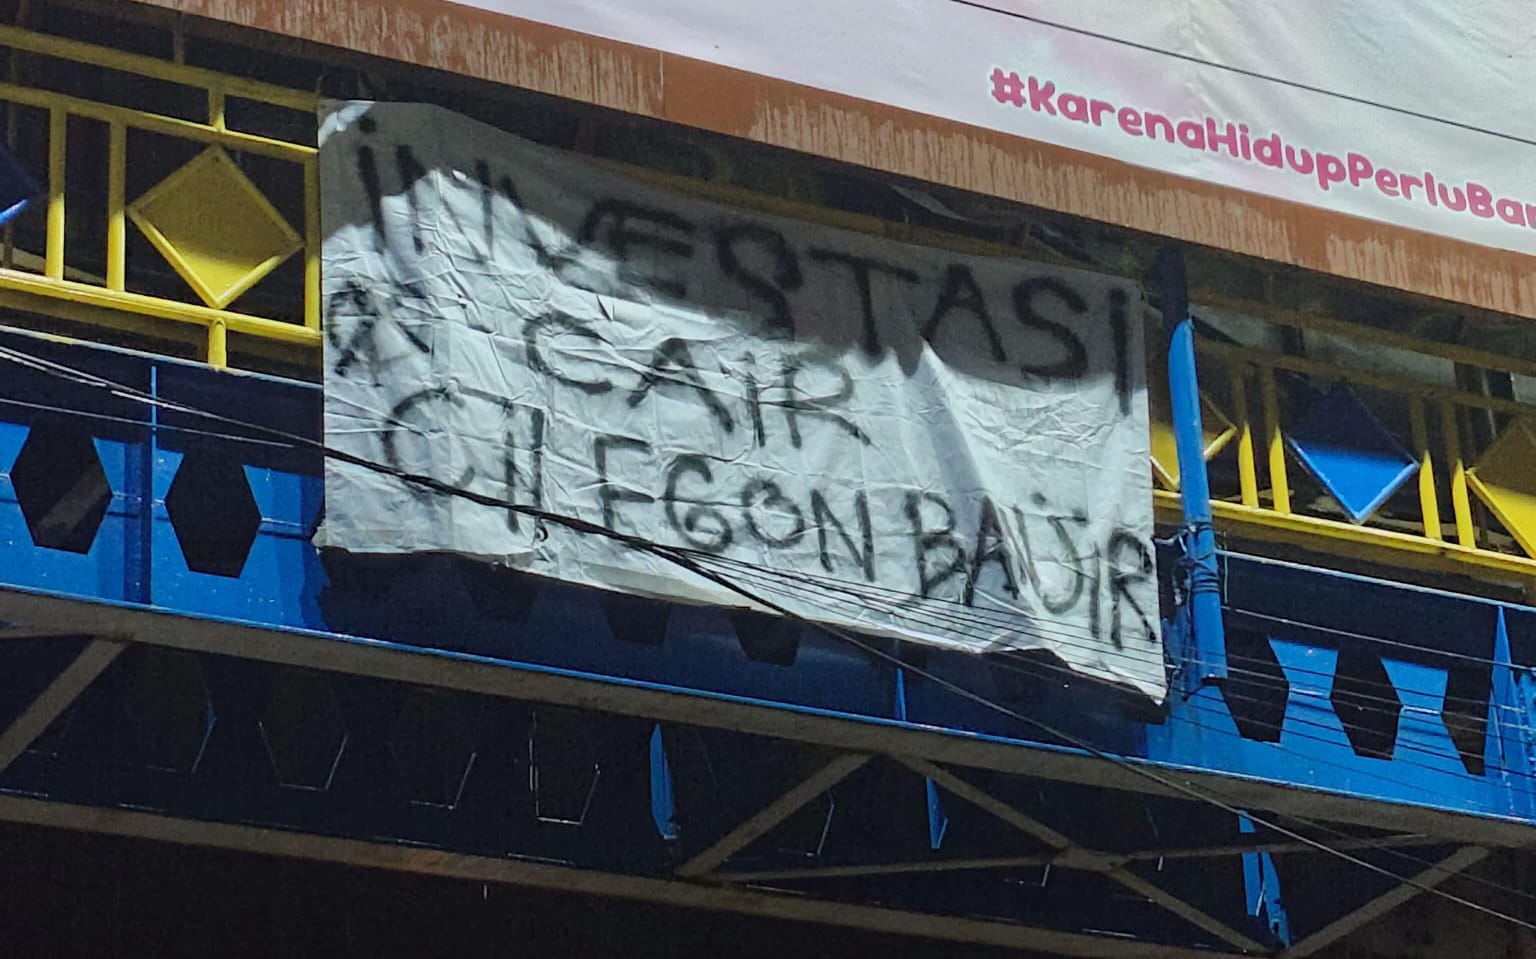 #KarenaHidupPerluBa
iNVESTASi
CAIR
CILEGON BANJIR